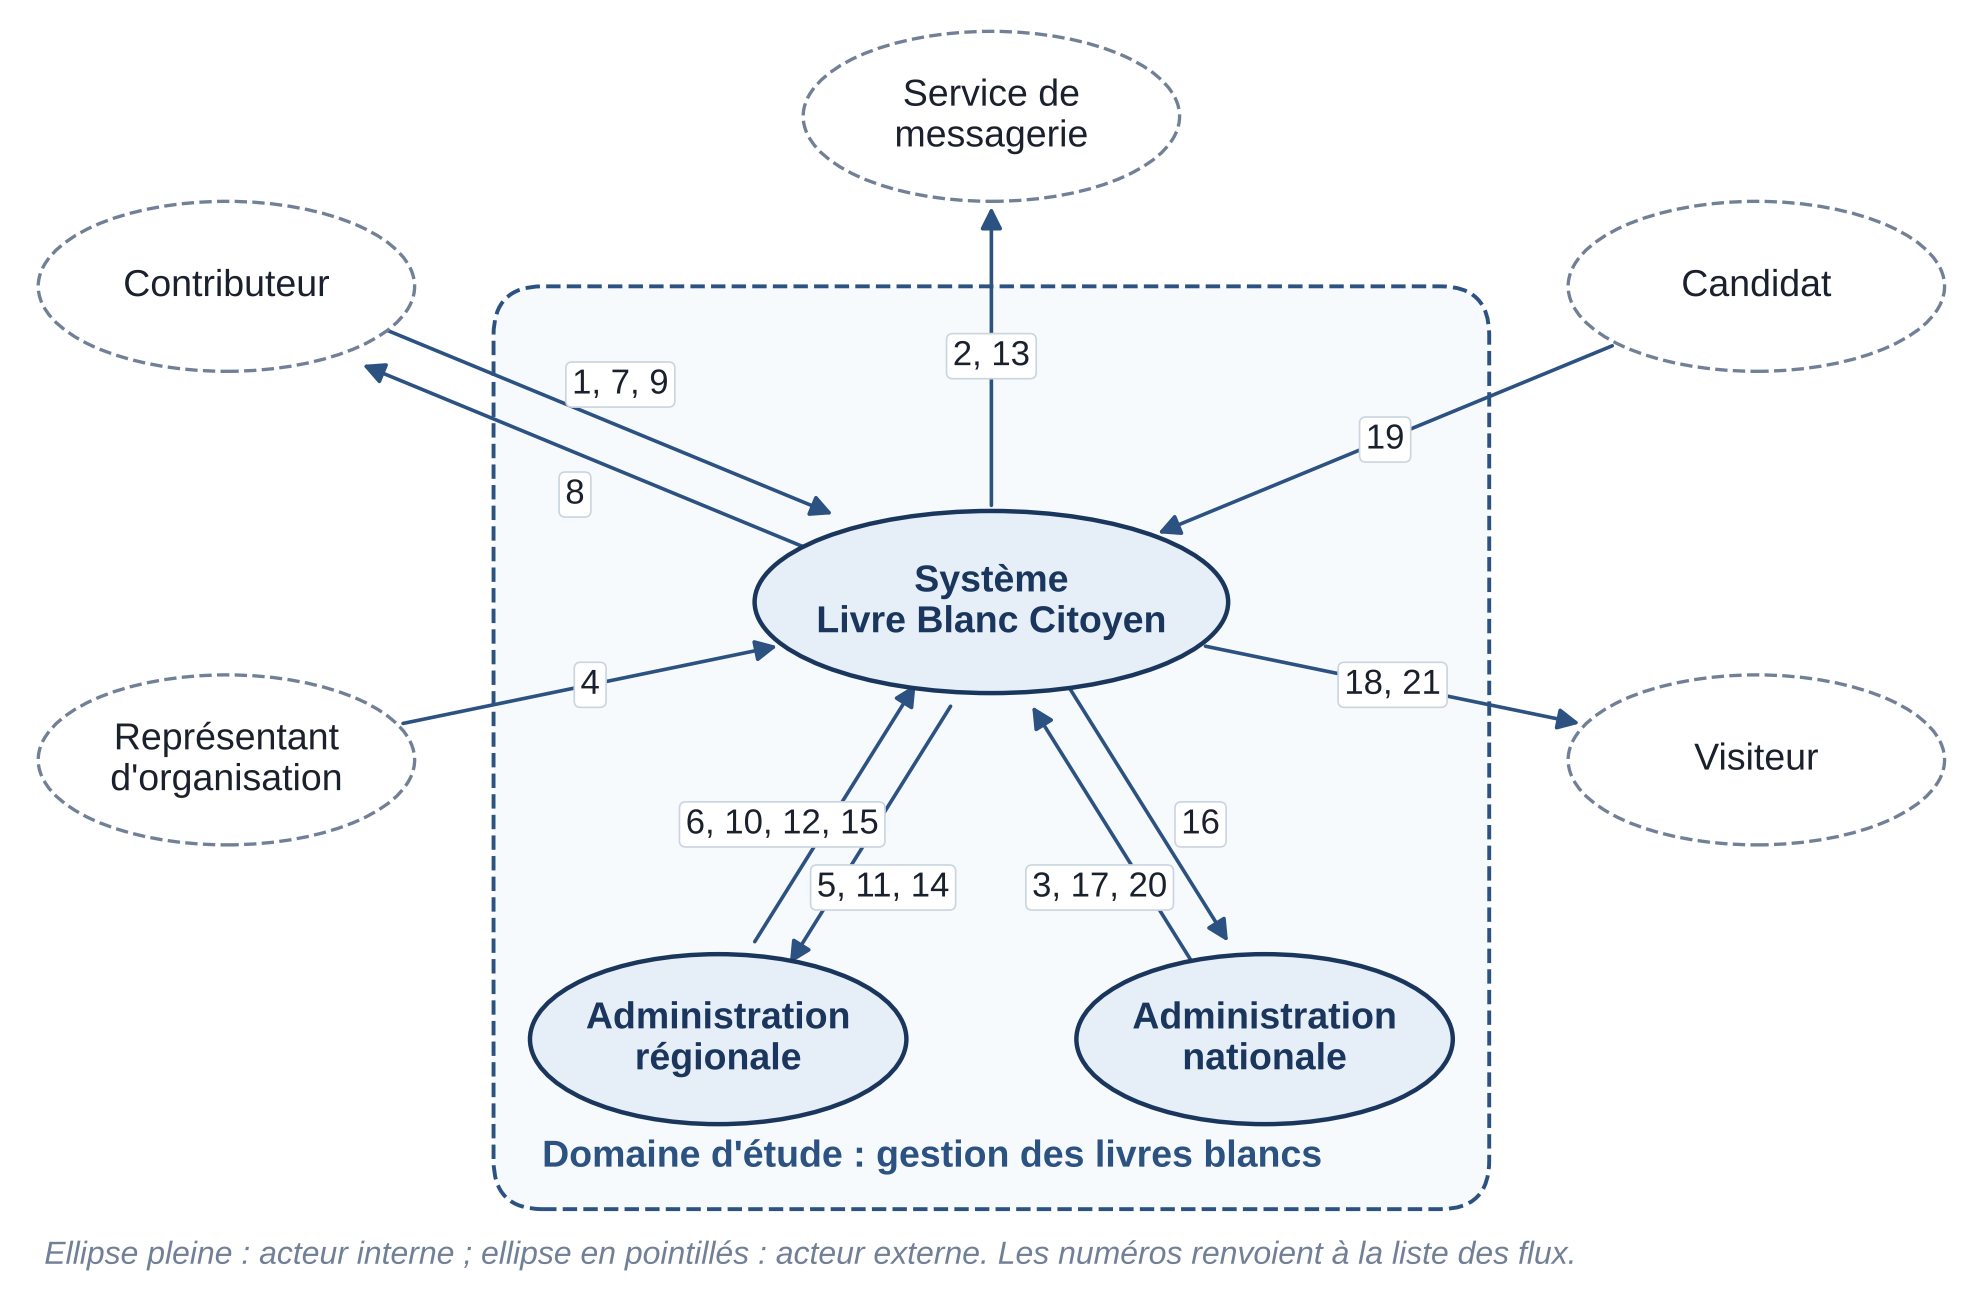 Service de
messagerie
Contributeur
Candidat
2, 13
1, 7, 9
19
8
Système
Livre Blanc Citoyen
4
18, 21
Représentant
d'organisation
Visiteur
6, 10, 12, 15
16
5, 11, 14
3, 17, 20
Administration
régionale
Administration
nationale
Domaine d'étude : gestion des livres blancs
Ellipse pleine : acteur interne ; ellipse en pointillés : acteur externe. Les numéros renvoient à la liste des flux.